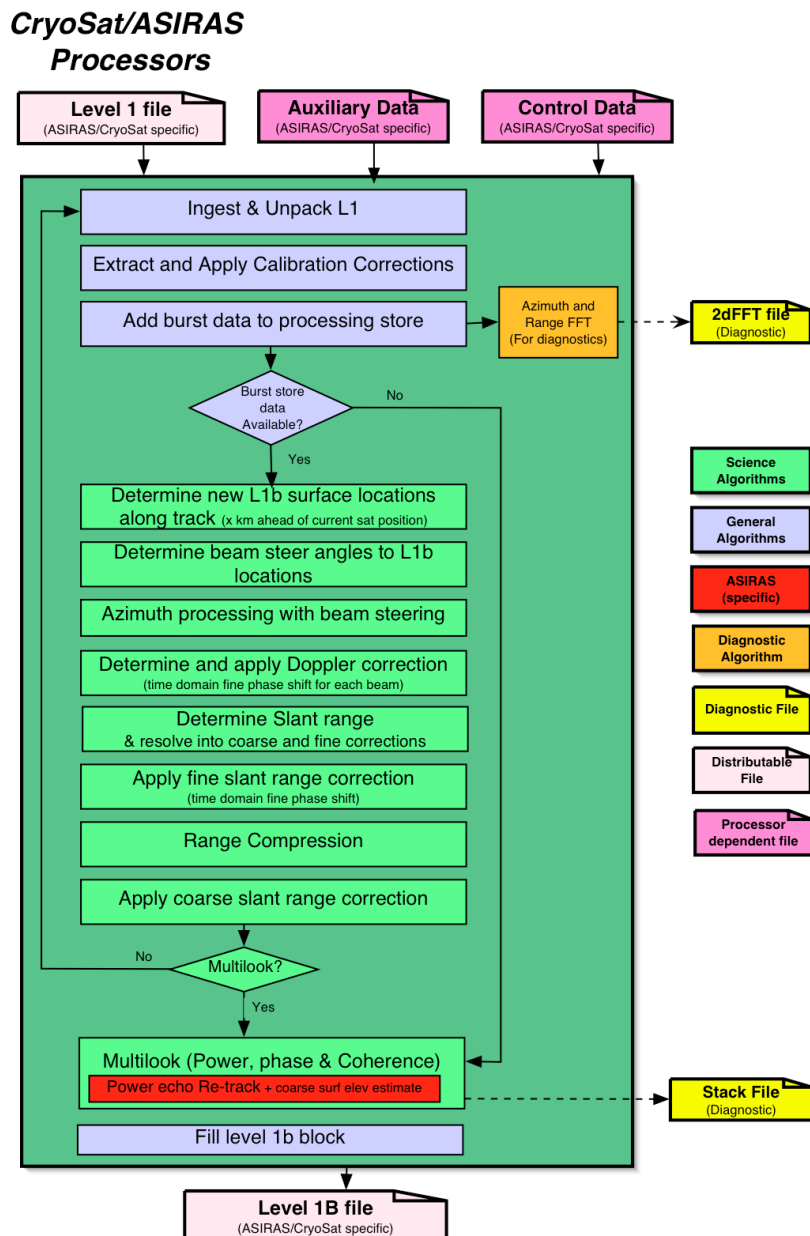 CryoSat/ASIRAS
Processors
Level 1 file
(ASIRAS/CryoSat specific)
Auxiliary Data
(ASIRAS/CryoSat specific)
Control Data
(ASIRAS/CryoSat specific)
Ingest & Unpack L1
Extract and Apply Calibration Corrections
Add burst data to processing store
Azimuth and
Range FFT
(For diagnostics)
2dFFT file
(Diagnostic)
Burst store
data
Available?
No
Yes
Determine new L1b surface locations
along track (x km ahead of current sat position)
Determine beam steer angles to L1b
locations
Azimuth processing with beam steering
Determine and apply Doppler correction
(time domain fine phase shift for each beam)
Determine Slant range
& resolve into coarse and fine corrections
Apply fine slant range correction
(time domain fine phase shift)
Range Compression
Apply coarse slant range correction
No
Multilook?
Yes
Multilook (Power, phase & Coherence)
Power echo Re-track + coarse surf elev estimate
Stack File
(Diagnostic)
Fill level 1b block
Level 1B file
(ASIRAS/CryoSat specific)
Science
Algorithms
General
Algorithms
ASIRAS
(specific)
Diagnostic
Algorithm
Diagnostic File
Distributable
File
Processor
dependent file